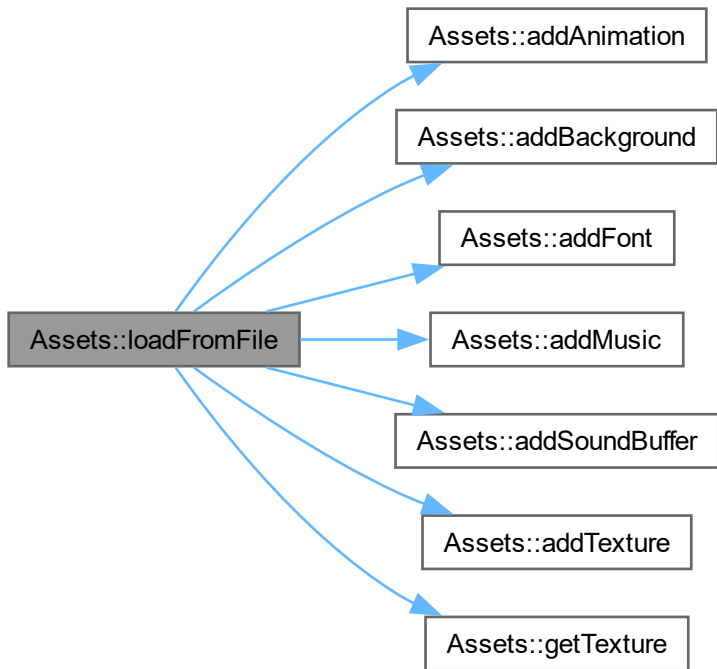 Assets::addAnimation
Assets::addBackground
Assets::addFont
Assets::loadFromFile
Assets::addMusic
Assets::addSoundBuffer
Assets::addTexture
Assets::getTexture